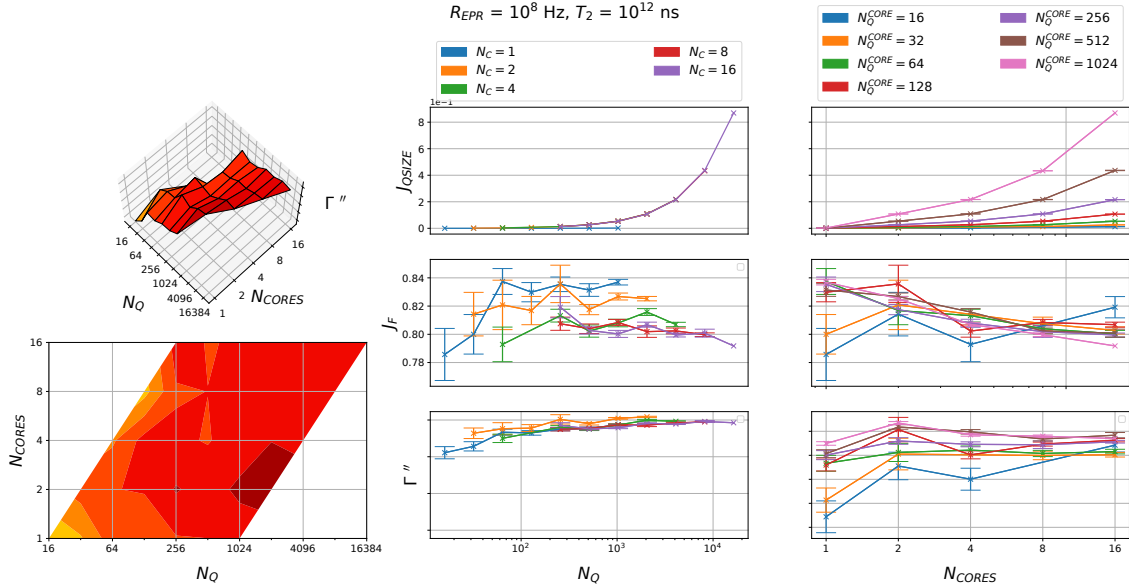 R_EPR = 10^8 Hz, T_2 = 10^12 ns
N_C = 1
N_C = 2
N_C = 4
N_C = 8
N_C = 16
N_Q^CORE = 16
N_Q^CORE = 32
N_Q^CORE = 64
N_Q^CORE = 128
N_Q^CORE = 256
N_Q^CORE = 512
N_Q^CORE = 1024
Γ″
16
64
256
1024
4096
16384
N_Q
1
2
4
8
16
N_CORES
1e−1
8
6
4
2
0
J_QSIZE
0.84
0.82
0.80
0.78
J_F
Γ″
10^2
10^3
10^4
N_Q
1
2
4
8
16
N_CORES
16
8
4
2
1
N_CORES
16
64
256
1024
4096
16384
N_Q